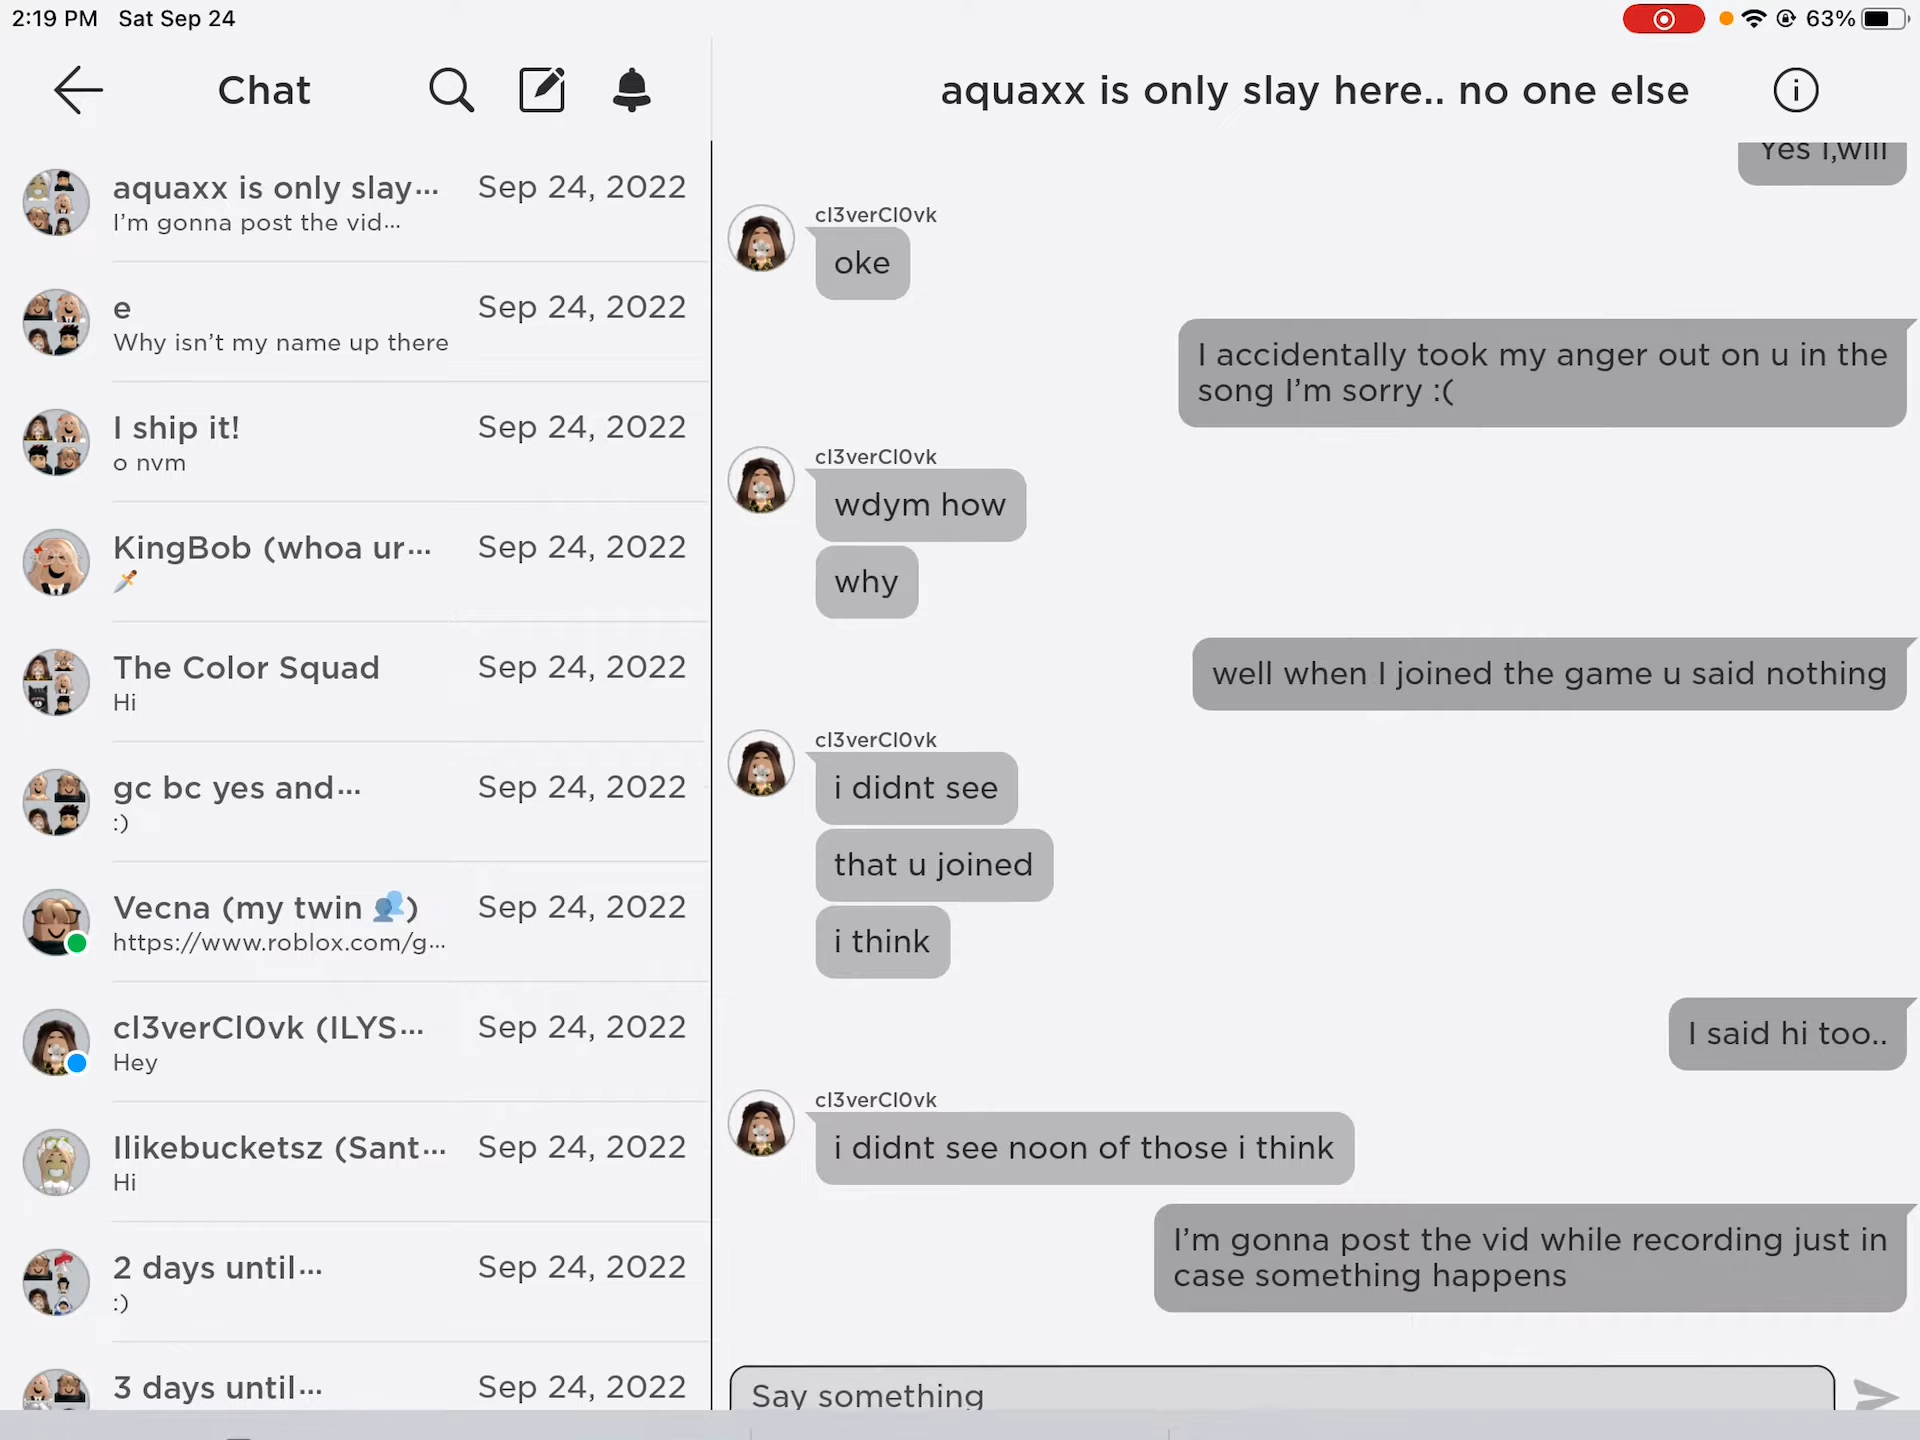 2:19 PM Sat Sep 24
63%
Chat
aquaxx is only slay... Sep 24, 2022
I'm gonna post the vid...
e Sep 24, 2022
Why isn't my name up there
I ship it! Sep 24, 2022
o nvm
KingBob (whoa ur... Sep 24, 2022
🗡️
The Color Squad Sep 24, 2022
Hi
gc bc yes and... Sep 24, 2022
:)
Vecna (my twin 👥) Sep 24, 2022
https://www.roblox.com/g...
cl3verCl0vk (ILYS... Sep 24, 2022
Hey
Ilikebucketsz (Sant... Sep 24, 2022
Hi
2 days until... Sep 24, 2022
:)
3 days until... Sep 24, 2022
aquaxx is only slay here.. no one else
Yes I,will
cl3verCl0vk
oke
I accidentally took my anger out on u in the
song I'm sorry :(
cl3verCl0vk
wdym how
why
well when I joined the game u said nothing
cl3verCl0vk
i didnt see
that u joined
i think
I said hi too..
cl3verCl0vk
i didnt see noon of those i think
I'm gonna post the vid while recording just in
case something happens
Say something